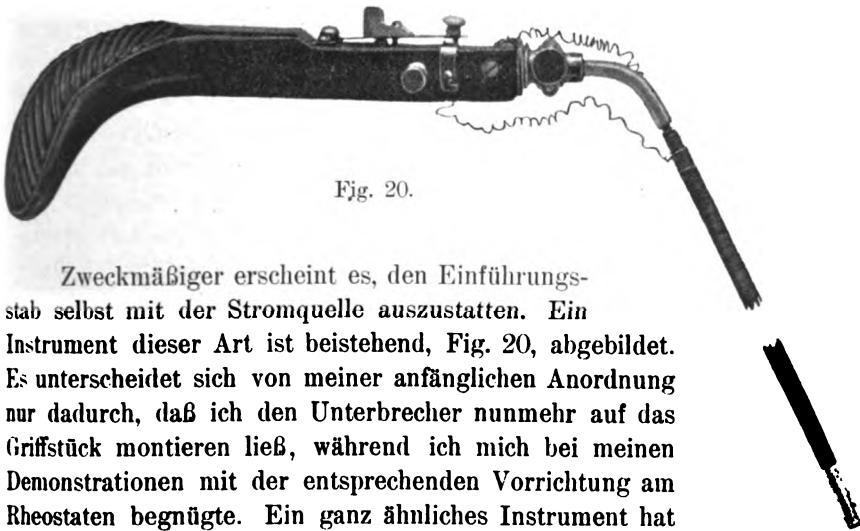 Fig. 20.
Zweckmäßiger erscheint es, den Einführungs-
stab selbst mit der Stromquelle auszustatten. Ein
Instrument dieser Art ist beistehend, Fig. 20, abgebildet.
Es unterscheidet sich von meiner anfänglichen Anordnung
nur dadurch, daß ich den Unterbrecher nunmehr auf das
Griffstück montieren ließ, während ich mich bei meinen
Demonstrationen mit der entsprechenden Vorrichtung am
Rheostaten begnügte. Ein ganz ähnliches Instrument hat